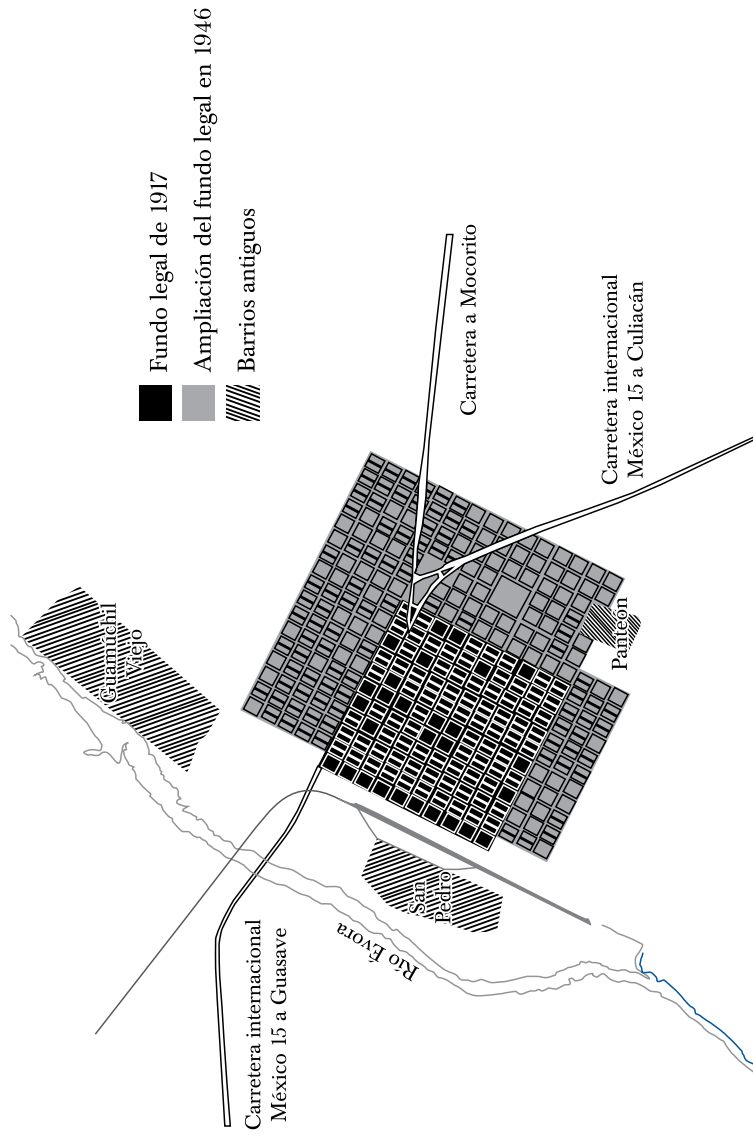 Fundo legal de 1917
Ampliación del fundo legal en 1946
Barrios antiguos
Guamúchil
Viejo
Carretera a Mocorito
Carretera internacional
México 15 a Culiacán
Panteón
San
Pedro
Río Évora
Carretera internacional
México 15 a Guasave